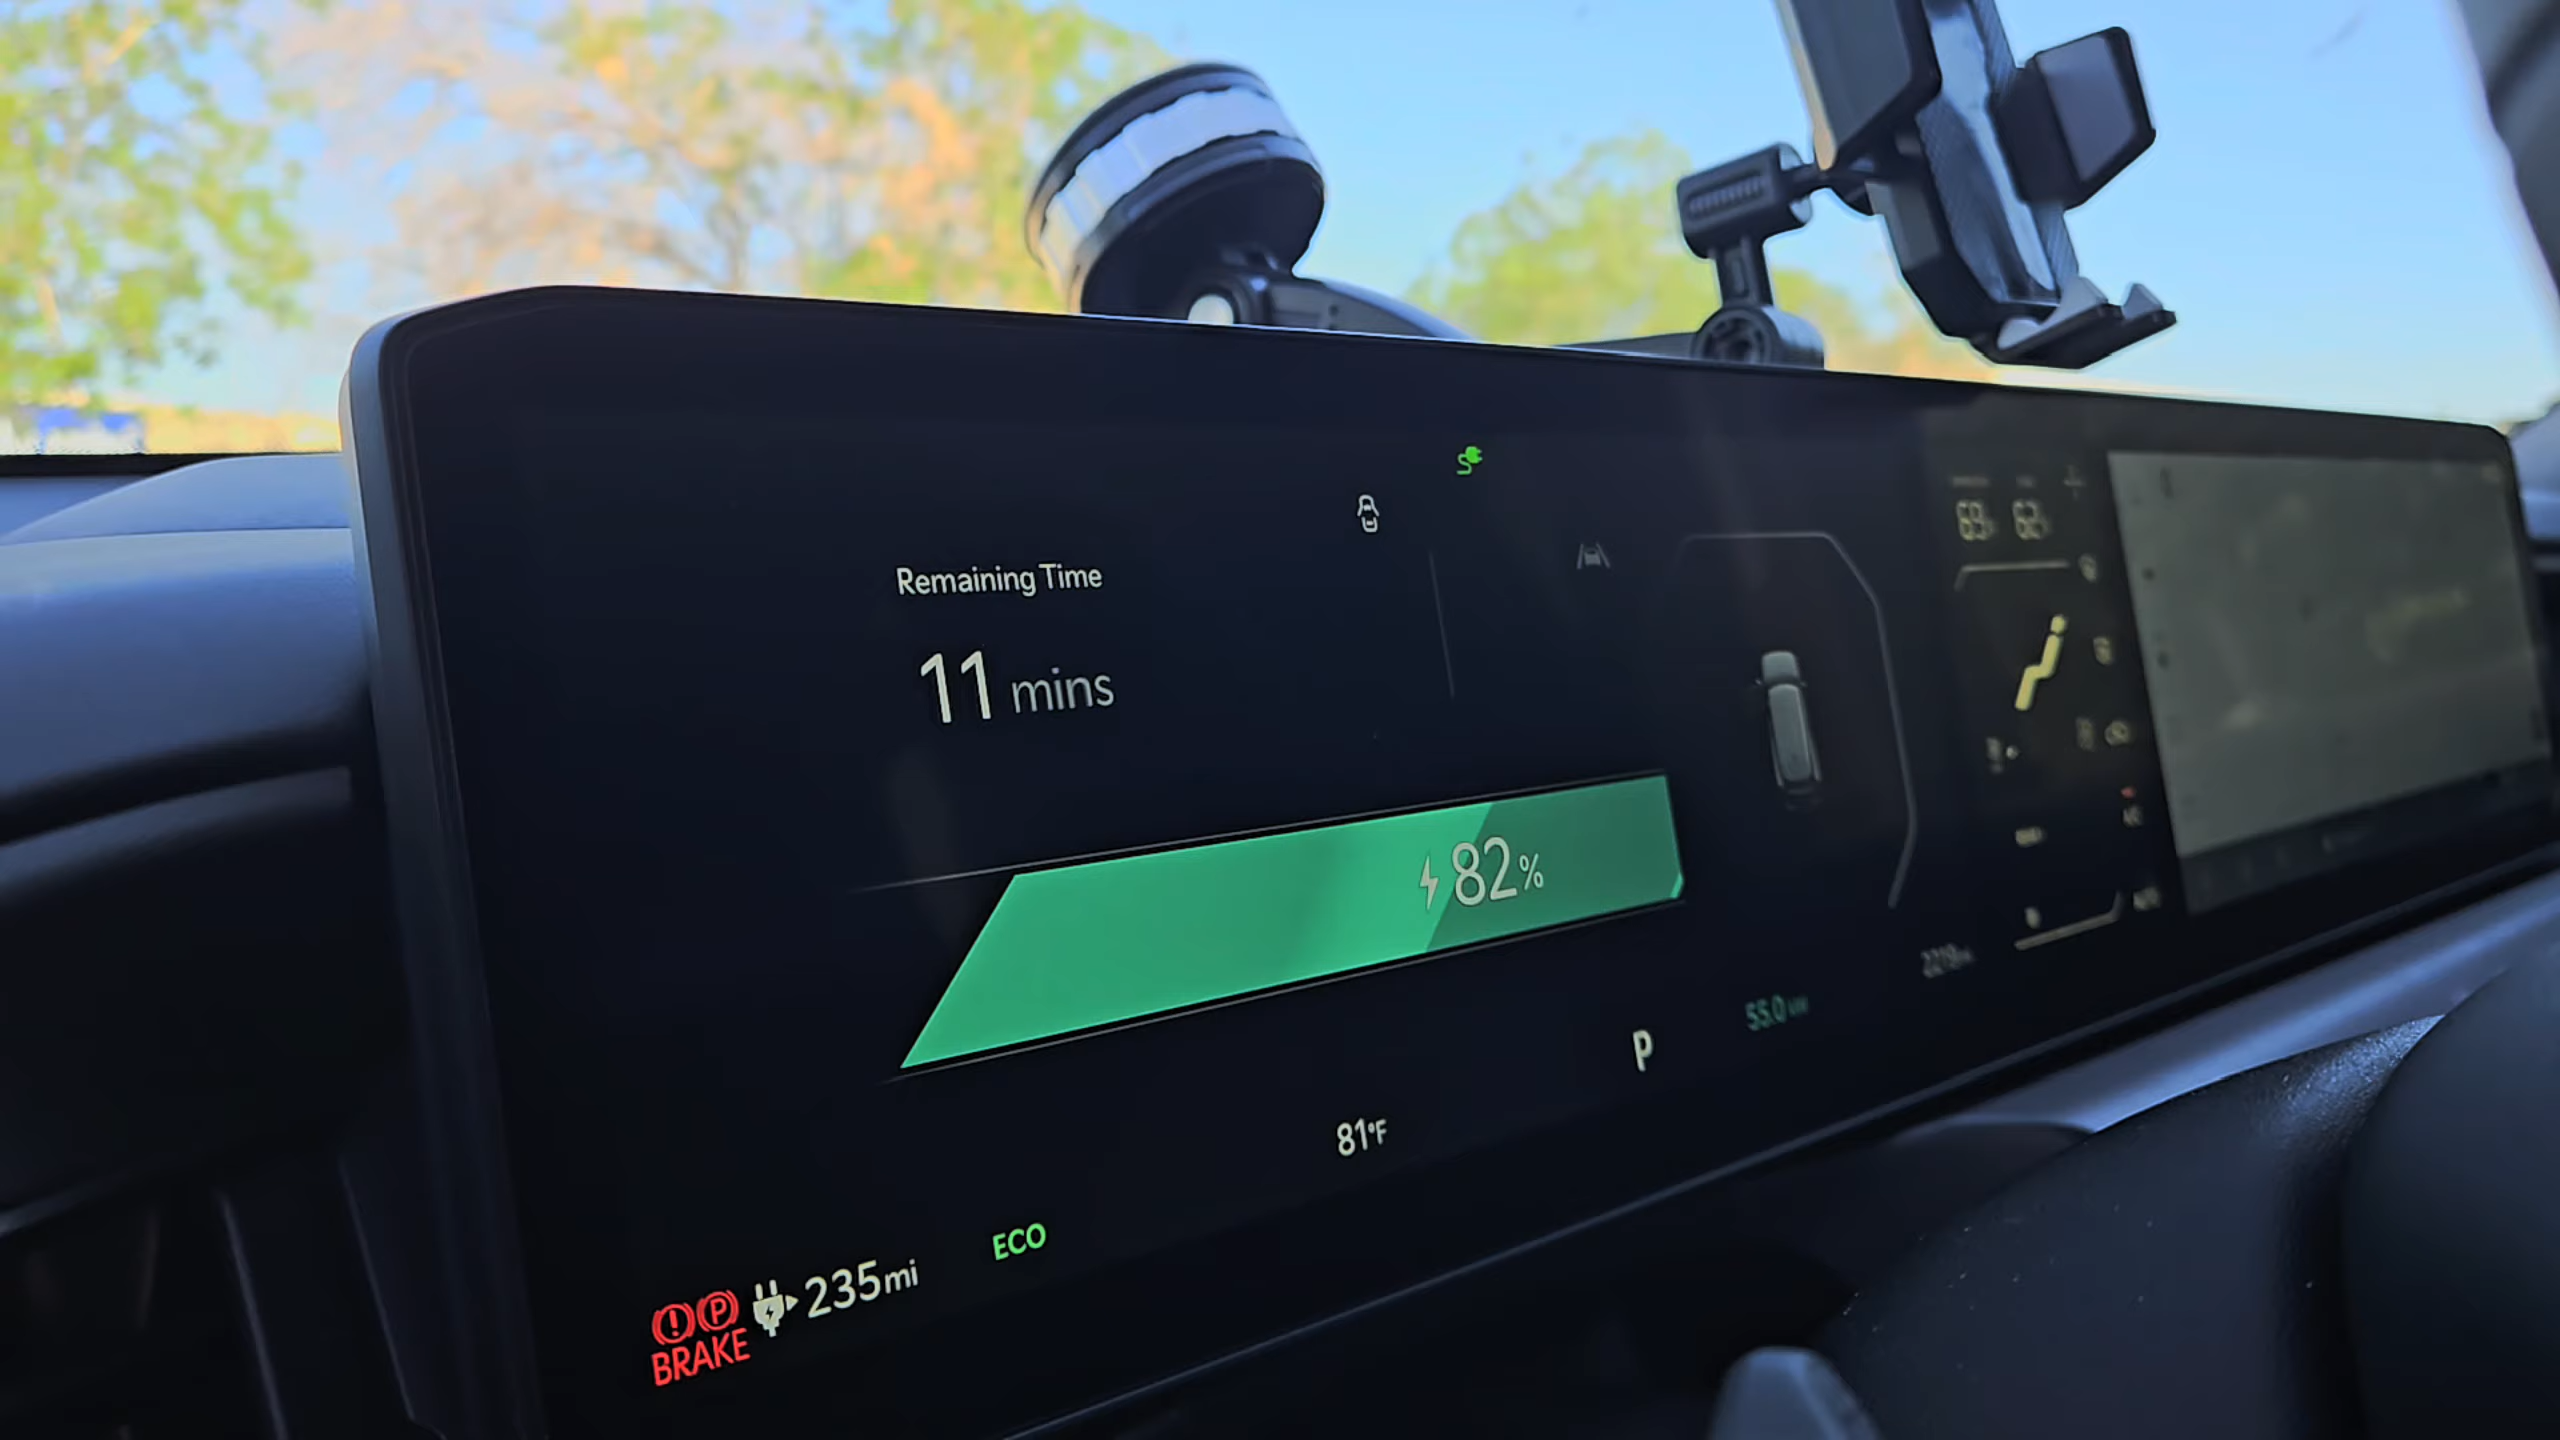 Remaining Time
11 mins
82%
55.0 kW
P
81°F
ECO
235mi
BRAKE